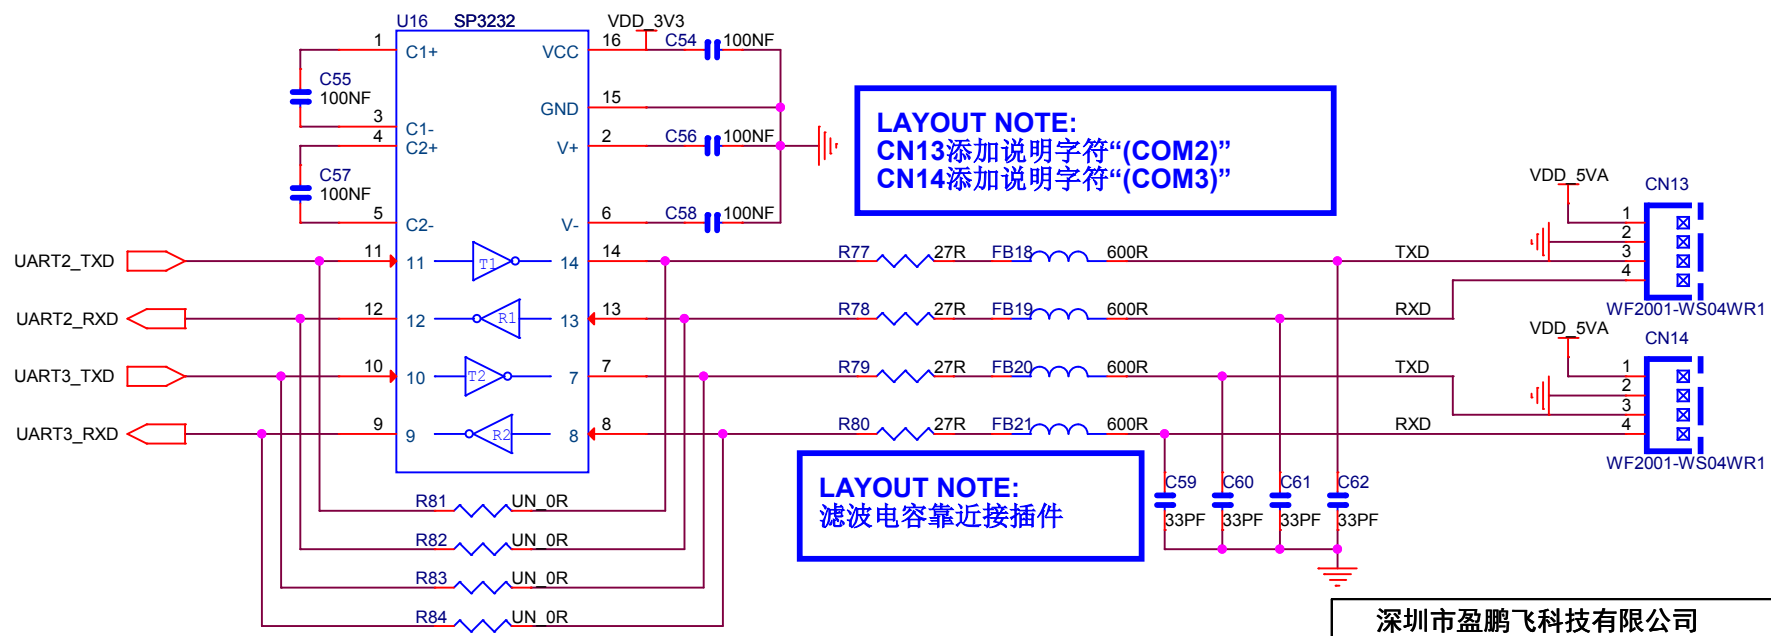 U16 SP3232
VDD_3V3
1 C1+
VCC 16
C54 100NF
C55
100NF
GND 15
3 C1-
4 C2+
V+ 2
C56 100NF
C57
100NF
5 C2-
V- 6
C58 100NF
LAYOUT NOTE:
CN13添加说明字符“(COM2)”
CN14添加说明字符“(COM3)”
VDD_5VA
CN13
1
2
3
4
WF2001-WS04WR1
UART2_TXD 11 11 T1 14 14 R77 27R FB18 600R TXD
UART2_RXD 12 12 R1 13 13 R78 27R FB19 600R RXD
VDD_5VA
CN14
1
2
3
4
WF2001-WS04WR1
UART3_TXD 10 10 T2 7 7 R79 27R FB20 600R TXD
UART3_RXD 9 9 R2 8 8 R80 27R FB21 600R RXD
LAYOUT NOTE:
滤波电容靠近接插件
C59 C60 C61 C62
33PF 33PF 33PF 33PF
R81 UN_0R
R82 UN_0R
R83 UN_0R
R84 UN_0R
深圳市盈鹏飞科技有限公司